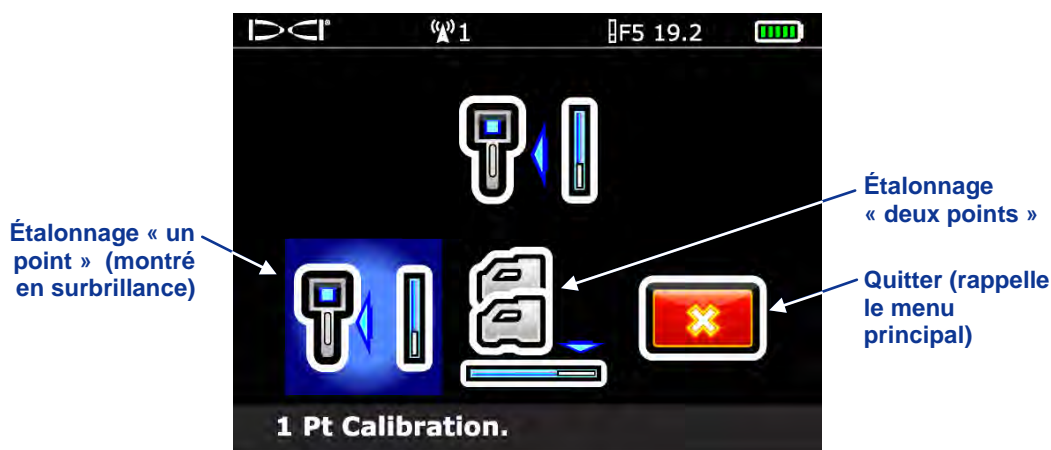 DCI®
1
F5 19.2
Étalonnage
« deux points »
Étalonnage « un
point » (montré
en surbrillance)
Quitter (rappelle
le menu
principal)
1 Pt Calibration.